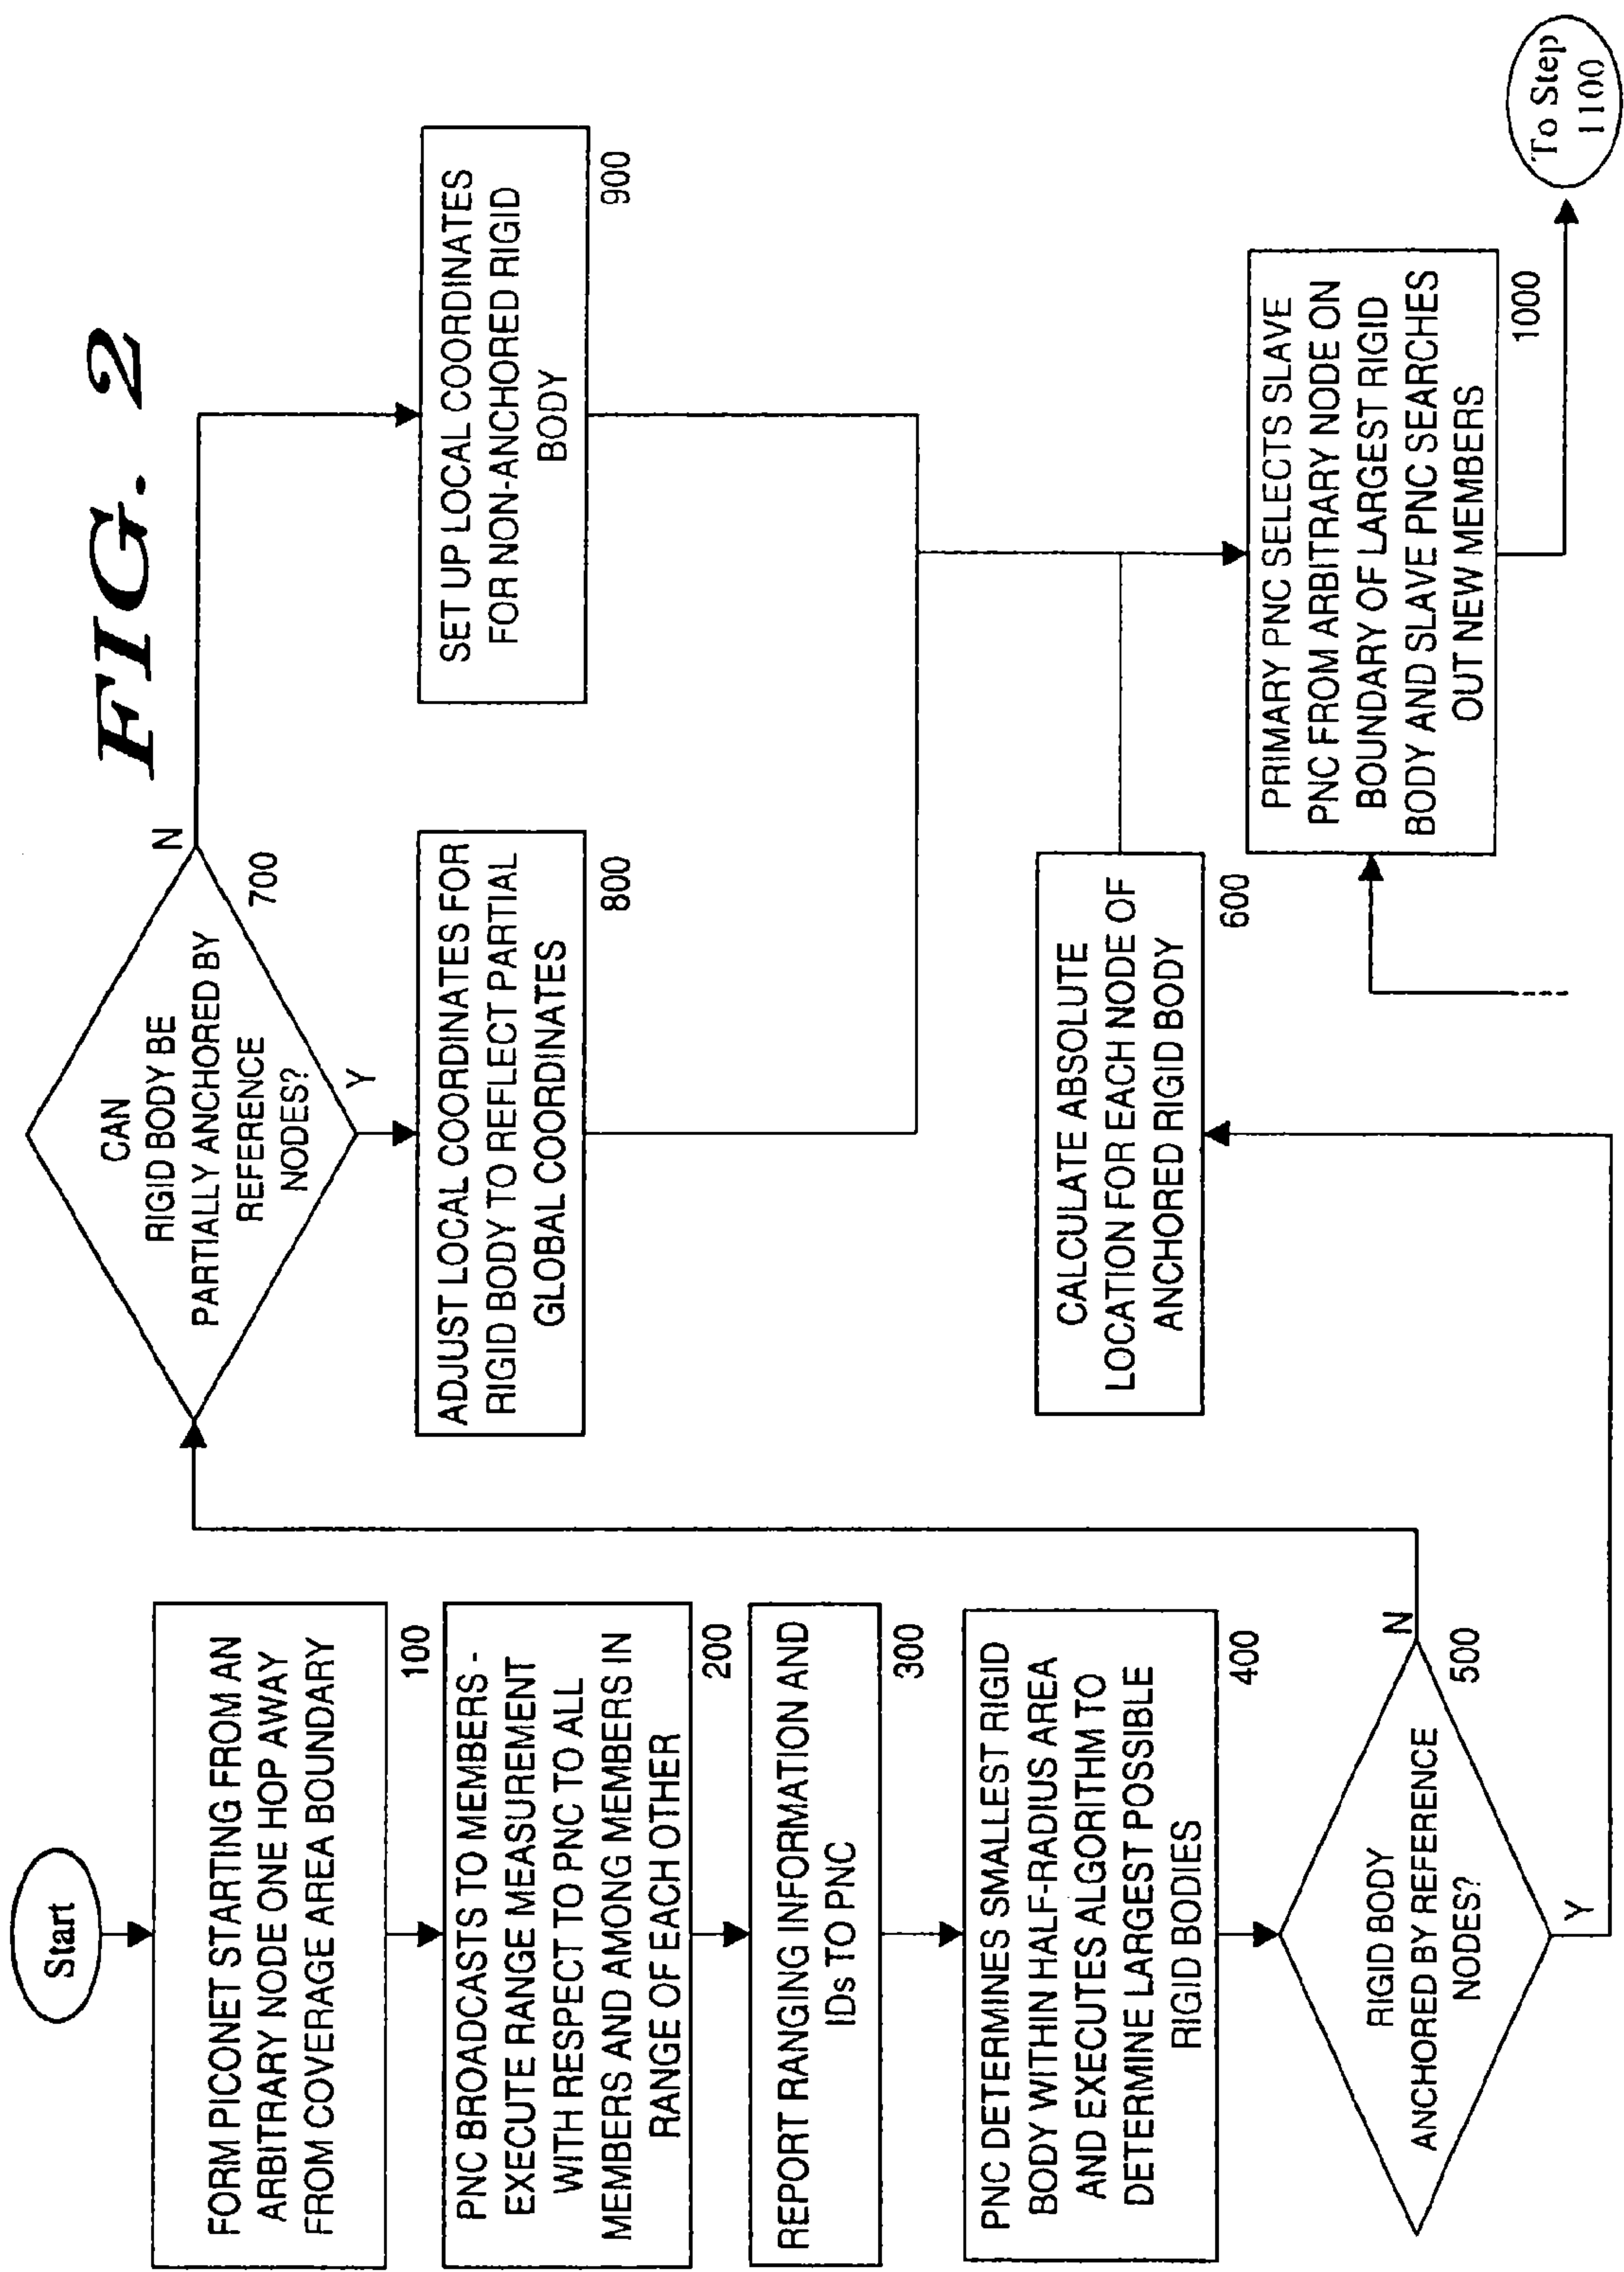 FIG. 2
Start
FORM PICONET STARTING FROM AN
ARBITRARY NODE ONE HOP AWAY
FROM COVERAGE AREA BOUNDARY
100
PNC BROADCASTS TO MEMBERS -
EXECUTE RANGE MEASUREMENT
WITH RESPECT TO PNC TO ALL
MEMBERS AND AMONG MEMBERS IN
RANGE OF EACH OTHER
200
REPORT RANGING INFORMATION AND
IDs TO PNC
300
PNC DETERMINES SMALLEST RIGID
BODY WITHIN HALF-RADIUS AREA
AND EXECUTES ALGORITHM TO
DETERMINE LARGEST POSSIBLE
RIGID BODIES
400
RIGID BODY
ANCHORED BY REFERENCE
NODES?
N
500
Y
CAN
RIGID BODY BE
PARTIALLY ANCHORED BY
REFERENCE
NODES?
N
700
Y
ADJUST LOCAL COORDINATES FOR
RIGID BODY TO REFLECT PARTIAL
GLOBAL COORDINATES
800
SET UP LOCAL COORDINATES
FOR NON-ANCHORED RIGID
BODY
900
CALCULATE ABSOLUTE
LOCATION FOR EACH NODE OF
ANCHORED RIGID BODY
600
PRIMARY PNC SELECTS SLAVE
PNC FROM ARBITRARY NODE ON
BOUNDARY OF LARGEST RIGID
BODY AND SLAVE PNC SEARCHES
OUT NEW MEMBERS
1000
To Step
1100